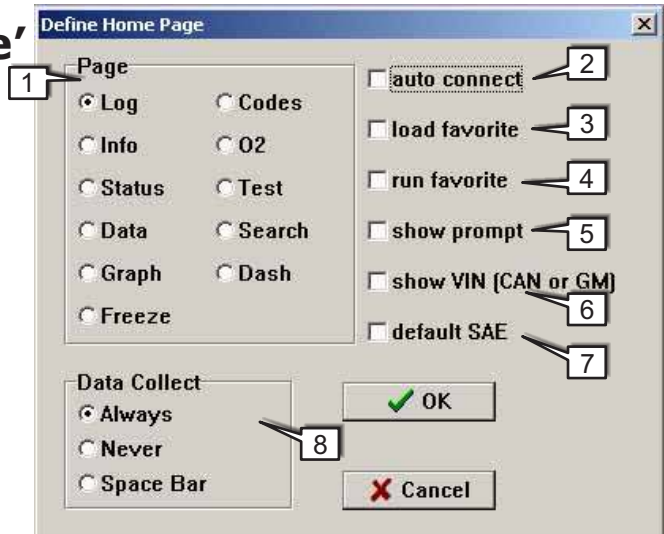 e'
Define Home Page
Page
1
Log
Codes
Info
O2
Status
Test
Data
Search
Graph
Dash
Freeze
auto connect
2
load favorite
3
run favorite
4
show prompt
5
show VIN (CAN or GM)
6
default SAE
7
Data Collect
Always
Never
Space Bar
8
OK
Cancel